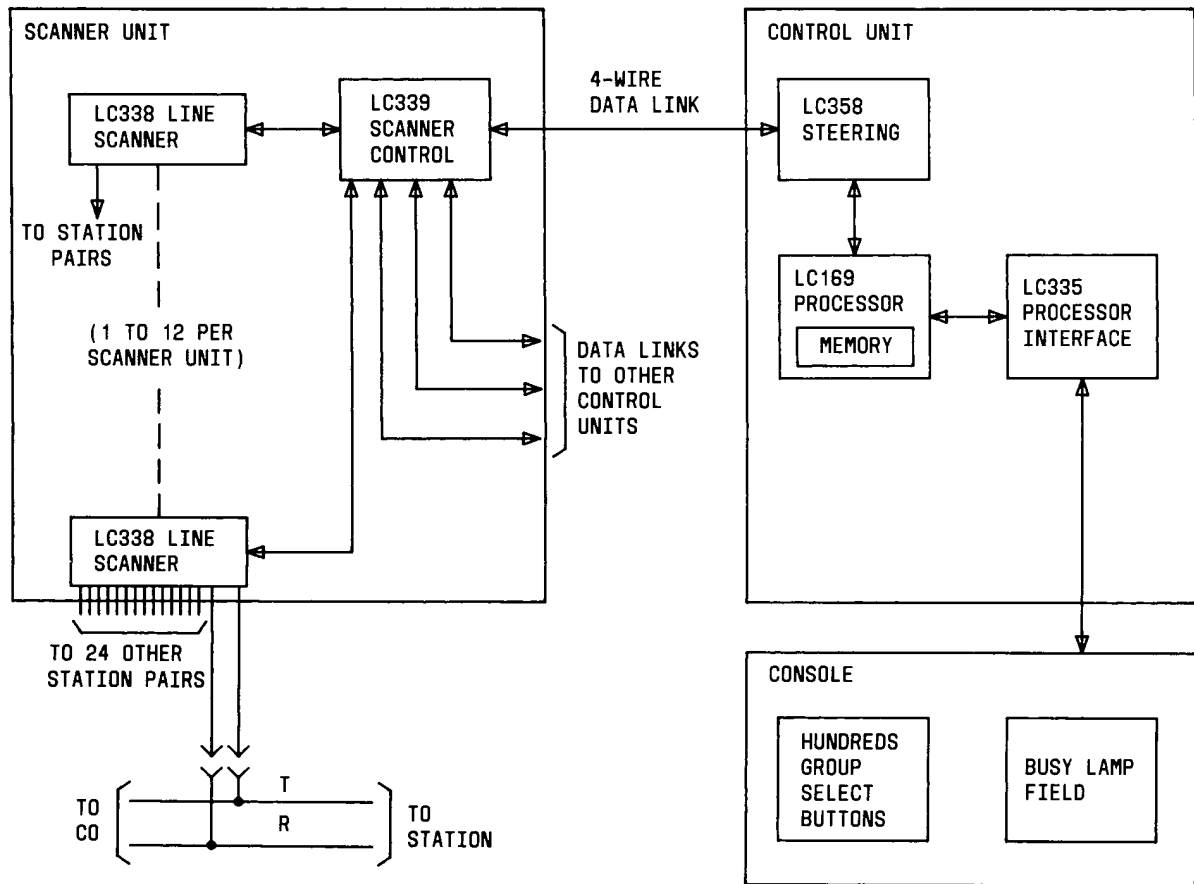 SCANNER UNIT
LC338 LINE
SCANNER
LC339
SCANNER
CONTROL
TO STATION
PAIRS
(1 TO 12 PER
SCANNER UNIT)
DATA LINKS
TO OTHER
CONTROL
UNITS
LC338 LINE
SCANNER
TO 24 OTHER
STATION PAIRS
TO
CO
T
R
TO
STATION
4-WIRE
DATA LINK
CONTROL UNIT
LC358
STEERING
LC169
PROCESSOR
MEMORY
LC335
PROCESSOR
INTERFACE
CONSOLE
HUNDREDS
GROUP
SELECT
BUTTONS
BUSY LAMP
FIELD